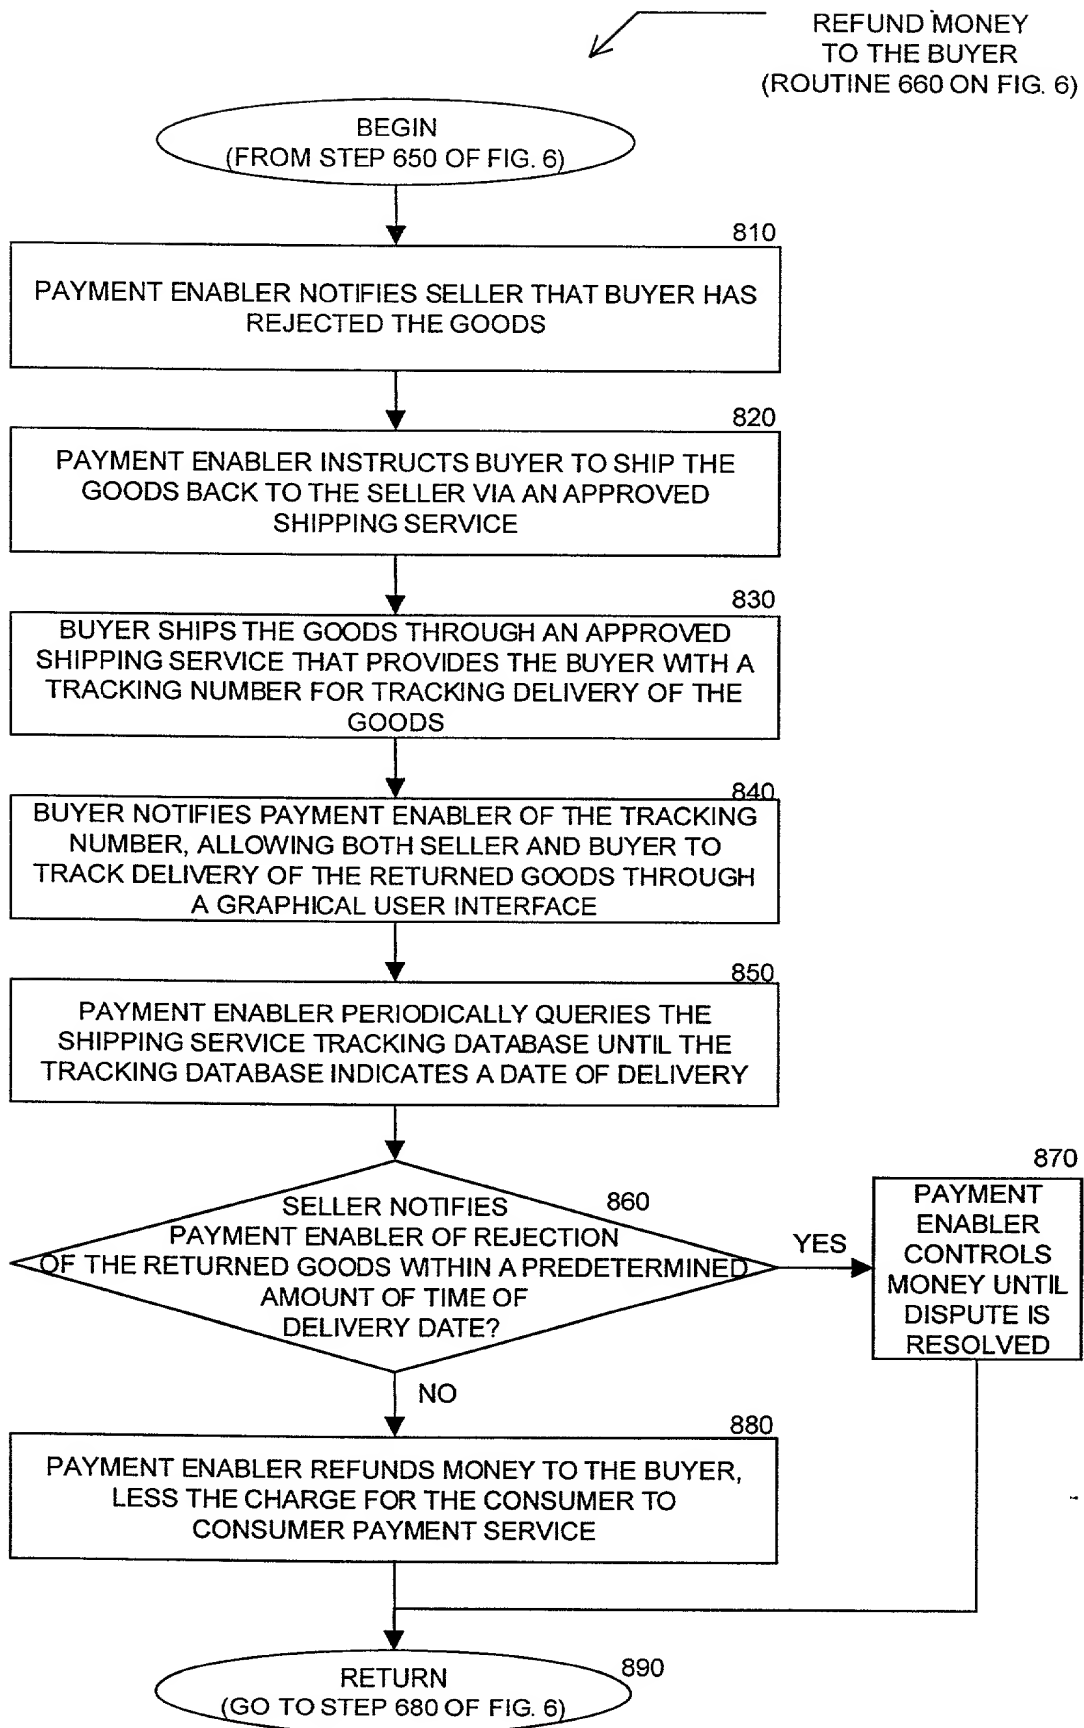 REFUND MONEY
TO THE BUYER
(ROUTINE 660 ON FIG. 6)
BEGIN
(FROM STEP 650 OF FIG. 6)
810
PAYMENT ENABLER NOTIFIES SELLER THAT BUYER HAS
REJECTED THE GOODS
820
PAYMENT ENABLER INSTRUCTS BUYER TO SHIP THE
GOODS BACK TO THE SELLER VIA AN APPROVED
SHIPPING SERVICE
830
BUYER SHIPS THE GOODS THROUGH AN APPROVED
SHIPPING SERVICE THAT PROVIDES THE BUYER WITH A
TRACKING NUMBER FOR TRACKING DELIVERY OF THE
GOODS
840
BUYER NOTIFIES PAYMENT ENABLER OF THE TRACKING
NUMBER, ALLOWING BOTH SELLER AND BUYER TO
TRACK DELIVERY OF THE RETURNED GOODS THROUGH
A GRAPHICAL USER INTERFACE
850
PAYMENT ENABLER PERIODICALLY QUERIES THE
SHIPPING SERVICE TRACKING DATABASE UNTIL THE
TRACKING DATABASE INDICATES A DATE OF DELIVERY
860
SELLER NOTIFIES
PAYMENT ENABLER OF REJECTION
OF THE RETURNED GOODS WITHIN A PREDETERMINED
AMOUNT OF TIME OF
DELIVERY DATE?
YES
870
PAYMENT
ENABLER
CONTROLS
MONEY UNTIL
DISPUTE IS
RESOLVED
NO
880
PAYMENT ENABLER REFUNDS MONEY TO THE BUYER,
LESS THE CHARGE FOR THE CONSUMER TO
CONSUMER PAYMENT SERVICE
890
RETURN
(GO TO STEP 680 OF FIG. 6)